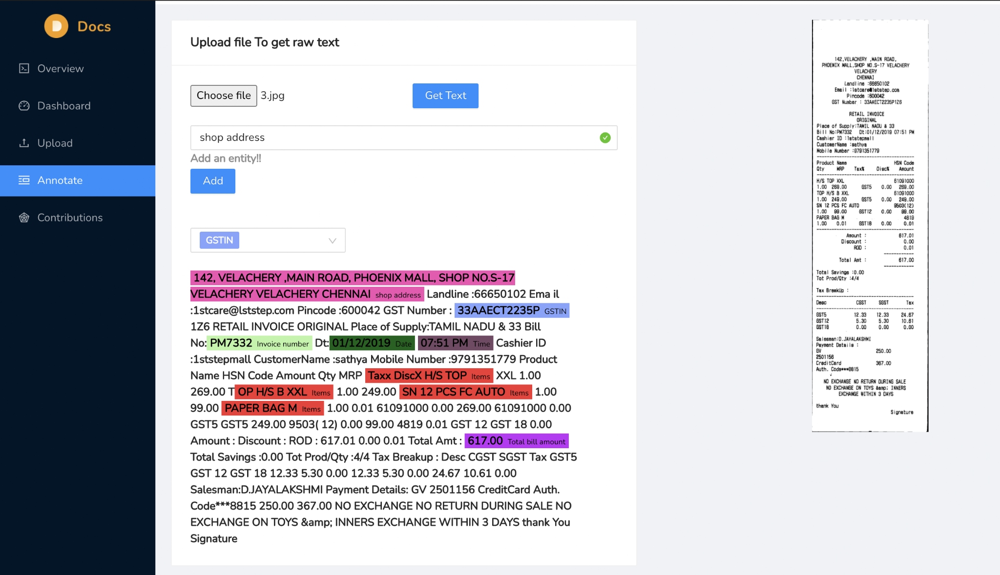 Docs
Overview
Dashboard
Upload
Annotate
Contributions
Upload file To get raw text
Choose file 3.jpg
Get Text
shop address
Add an entity!!
Add
GSTIN
142, VELACHERY ,MAIN ROAD, PHOENIX MALL, SHOP NO.S-17
VELACHERY VELACHERY CHENNAI shop address Landline :66650102 Ema il
:1stcare@lststep.com Pincode :600042 GST Number : 33AAECT2235P GSTIN
1Z6 RETAIL INVOICE ORIGINAL Place of Supply:TAMIL NADU & 33 Bill
No: PM7332 Invoice number Dt: 01/12/2019 Date 07:51 PM Time Cashier ID
:1ststepmall CustomerName :sathya Mobile Number :9791351779 Product
Name HSN Code Amount Qty MRP Taxx DiscX H/S TOP Items XXL 1.00
269.00 T OP H/S B XXL Items 1.00 249.00 SN 12 PCS FC AUTO Items 1.00
99.00 PAPER BAG M Items 1.00 0.01 61091000 0.00 269.00 61091000 0.00
GST5 GST5 249.00 9503( 12) 0.00 99.00 4819 0.01 GST 12 GST 18 0.00
Amount : Discount : ROD : 617.01 0.00 0.01 Total Amt : 617.00 Total bill amount
Total Savings :0.00 Tot Prod/Qty :4/4 Tax Breakup : Desc CGST SGST Tax GST5
GST 12 GST 18 12.33 5.30 0.00 12.33 5.30 0.00 24.67 10.61 0.00
Salesman:D.JAYALAKSHMI Payment Details: GV 2501156 CreditCard Auth.
Code***8815 250.00 367.00 NO EXCHANGE NO RETURN DURING SALE NO
EXCHANGE ON TOYS &amp; INNERS EXCHANGE WITHIN 3 DAYS thank You
Signature
142,VELACHERY ,MAIN ROAD,
PHOENIX MALL,SHOP NO.S-17 VELACHERY
VELACHERY
CHENNAI
Landline :66650102
Email :1stcare@1ststep.com
Pincode :600042
GST Number : 33AAECT2235P1Z6
RETAIL INVOICE
ORIGINAL
Place of Supply:TAMIL NADU & 33
Bill No:PM7332 Dt:01/12/2019 07:51 PM
Cashier ID :1ststepmall
CustomerName :sathya
Mobile Number :9791351779
Product Name HSN Code
Qty MRP Tax% Disc% Amount
H/S TOP XXL 61091000
1.00 269.00 GST5 0.00 269.00
TOP H/S B XXL 61091000
1.00 249.00 GST5 0.00 249.00
SN 12 PCS FC AUTO 9503(12)
1.00 99.00 GST12 0.00 99.00
PAPER BAG M 4819
1.00 0.01 GST18 0.00 0.01
Amount : 617.01
Discount : 0.00
ROD : 0.01
Total Amt : 617.00
Total Savings :0.00
Tot Prod/Qty :4/4
Tax BreakUp :
Desc CGST SGST Tax
GST5 12.33 12.33 24.67
GST12 5.30 5.30 10.61
GST18 0.00 0.00 0.00
Salesman:D.JAYALAKSHMI
Payment Details :
GV 250.00
2501156
CreditCard 367.00
Auth. Code***8815
NO EXCHANGE NO RETURN DURING SALE
NO EXCHANGE ON TOYS &amp; INNERS
EXCHANGE WITHIN 3 DAYS
thank You
Signature